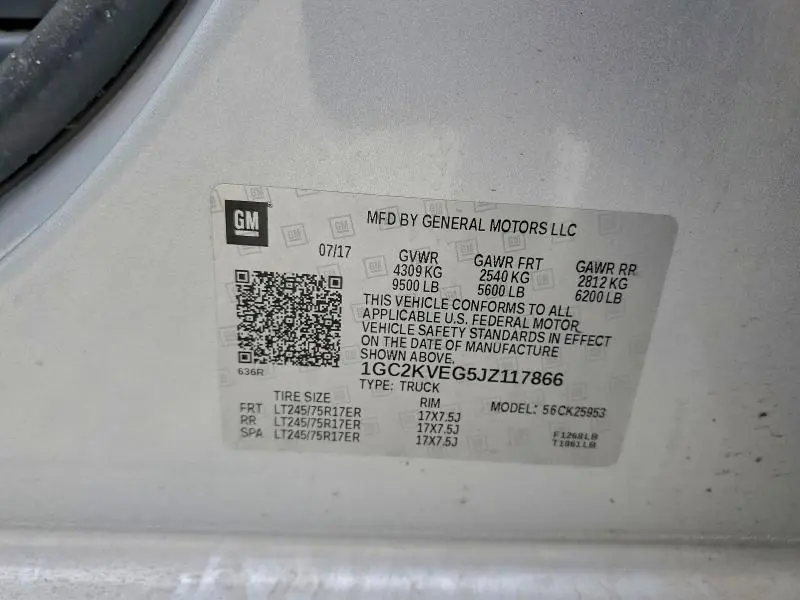 GM
MFD BY GENERAL MOTORS LLC
07/17
GVWR GAWR FRT GAWR RR
4309 KG 2540 KG 2812 KG
9500 LB 5600 LB 6200 LB
THIS VEHICLE CONFORMS TO ALL
APPLICABLE U.S. FEDERAL MOTOR
VEHICLE SAFETY STANDARDS IN EFFECT
ON THE DATE OF MANUFACTURE
SHOWN ABOVE.
636R
1GC2KVEG5JZ117866
TYPE: TRUCK
TIRE SIZE RIM MODEL: 56CK25953
FRT LT245/75R17ER 17X7.5J
RR LT245/75R17ER 17X7.5J
SPA LT245/75R17ER 17X7.5J
F1268LB
T1861LB